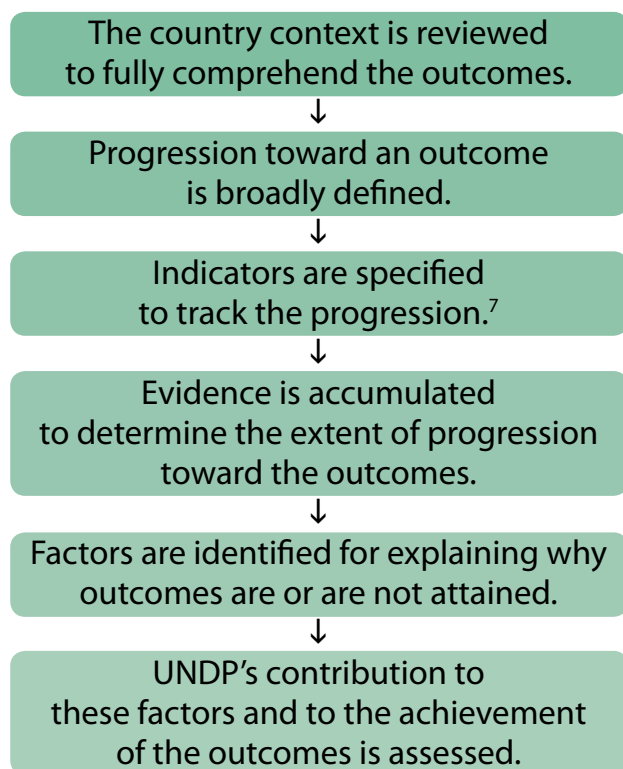 The country context is reviewed
to fully comprehend the outcomes.
↓
Progression toward an outcome
is broadly defined.
↓
Indicators are specified
to track the progression.⁷
↓
Evidence is accumulated
to determine the extent of progression
toward the outcomes.
↓
Factors are identified for explaining why
outcomes are or are not attained.
↓
UNDP’s contribution to
these factors and to the achievement
of the outcomes is assessed.